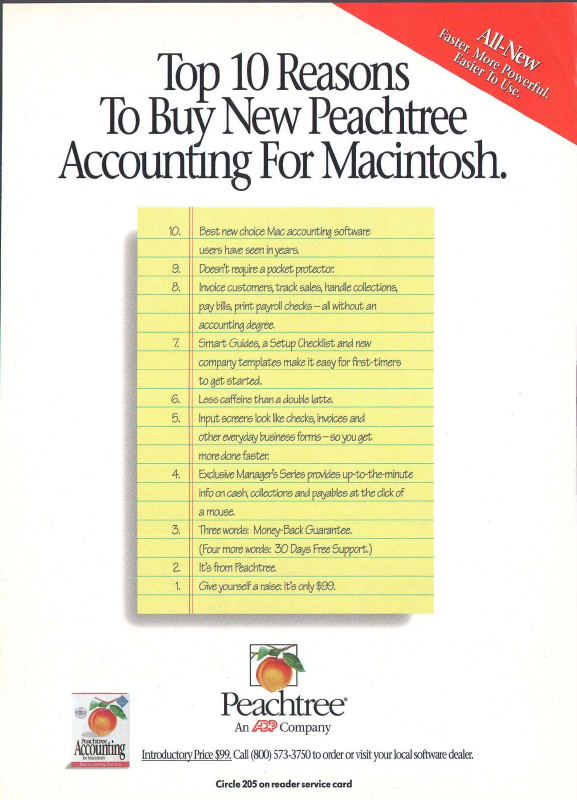 All-New
Faster. More Powerful.
Easier To Use.
Top 10 Reasons
To Buy New Peachtree
Accounting For Macintosh.
10. Best new choice Mac accounting software
users have seen in years.
9. Doesn't require a pocket protector.
8. Invoice customers, track sales, handle collections,
pay bills, print payroll checks – all without an
accounting degree.
7. Smart Guides, a Setup Checklist and new
company templates make it easy for first-timers
to get started.
6. Less caffeine than a double latte.
5. Input screens look like checks, invoices and
other everyday business forms – so you get
more done faster.
4. Exclusive Manager's Series provides up-to-the-minute
info on cash, collections and payables at the click of
a mouse.
3. Three words: Money-Back Guarantee.
(Four more words: 30 Days Free Support.)
2. It's from Peachtree.
1. Give yourself a raise: It's only $99.
Peachtree®
An ADP Company
Peachtree
Accounting
for Macintosh
Introductory Price $99. Call (800) 573-3750 to order or visit your local software dealer.
Circle 205 on reader service card